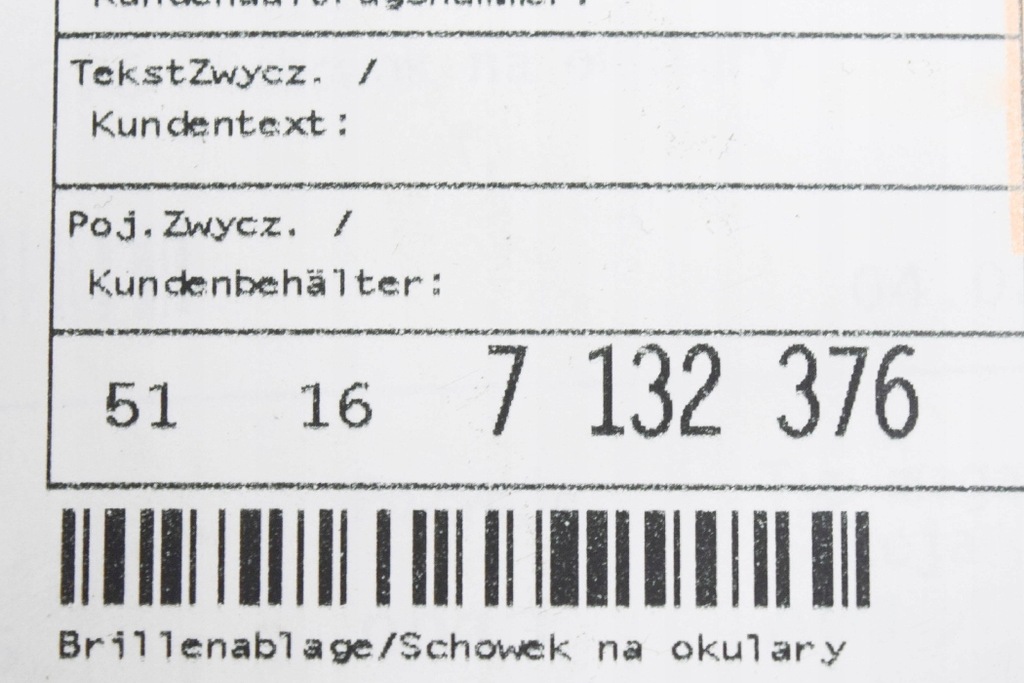 TekstZwycz. /
Kundentext:
Poj.Zwycz. /
Kundenbehälter:
51 16 7 132 376
Brillenablage/Schowek na okulary